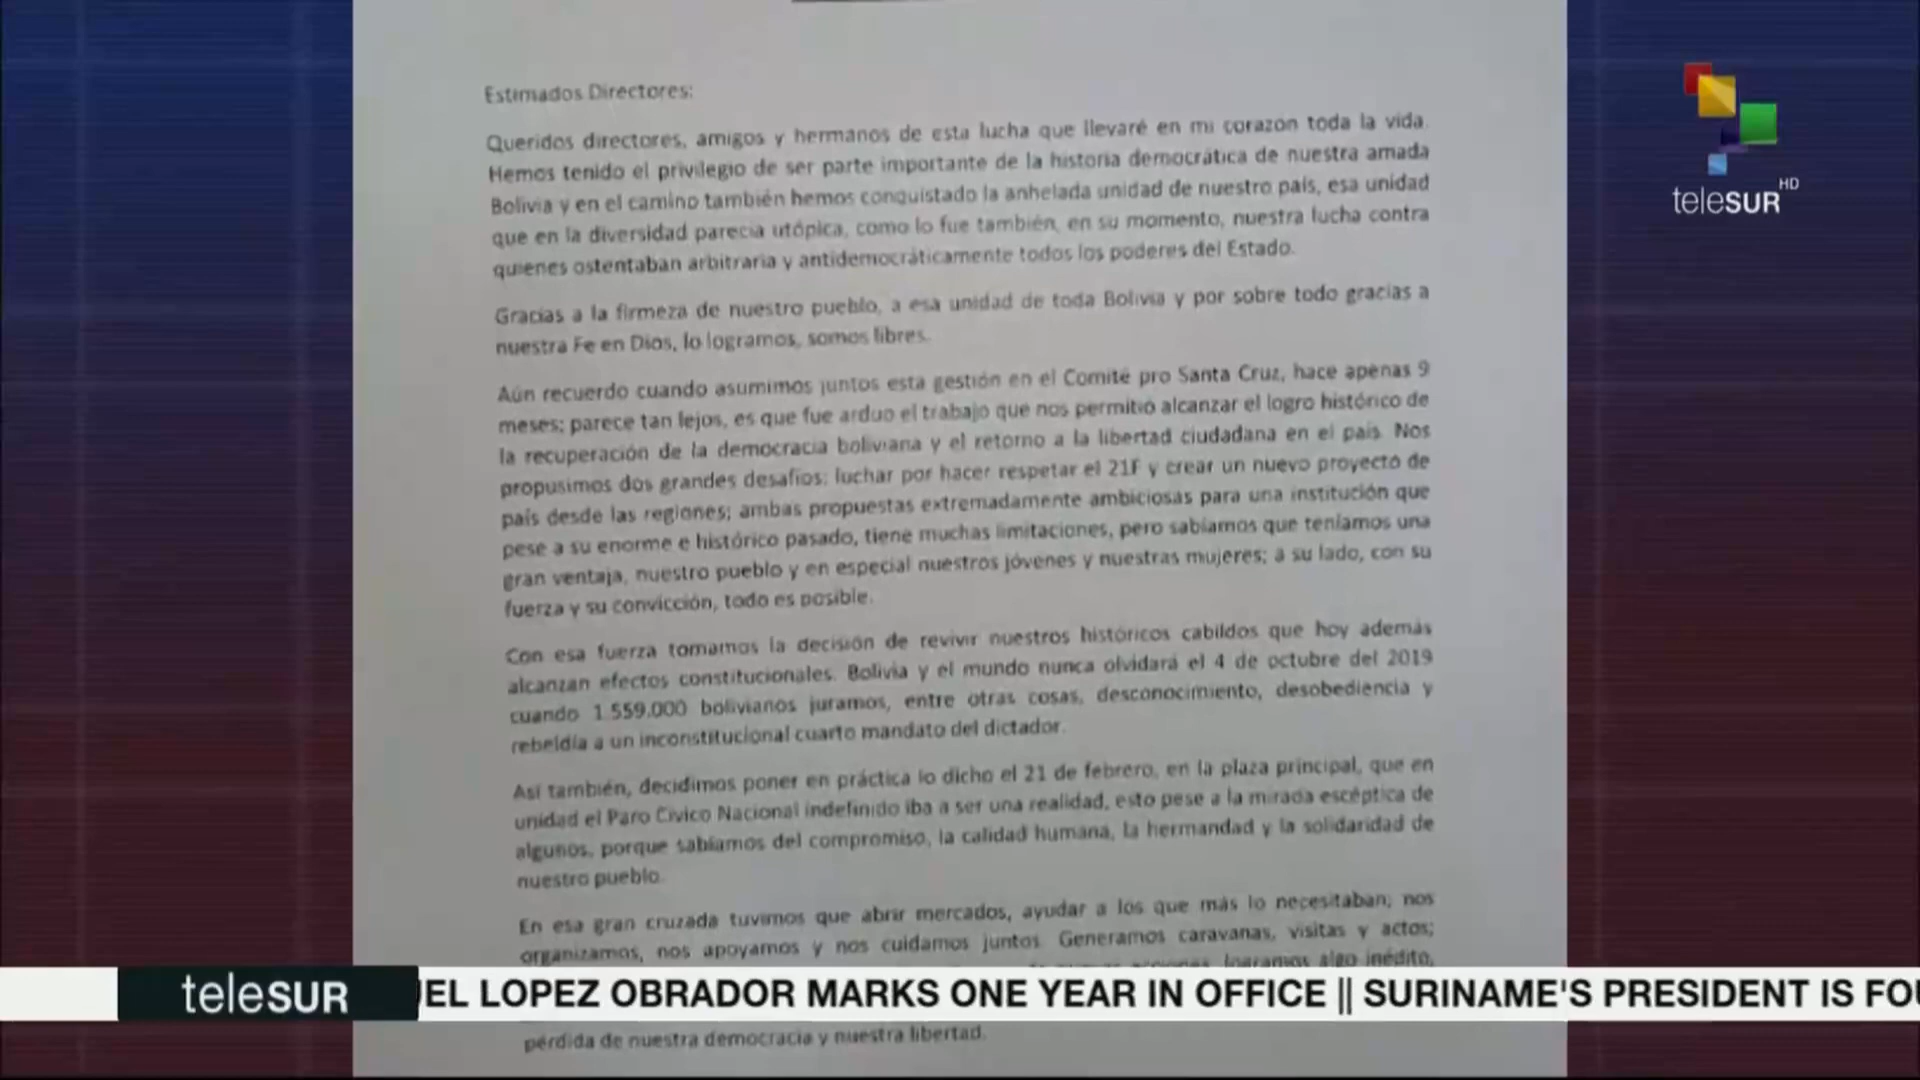 Estimados Directores:
Queridos directores, amigos y hermanos de esta lucha que llevaré en mi corazon toda la vida.
Hemos tenido el privilegio de ser parte importante de la historia democrática de nuestra amada
Bolivia y en el camino también hemos conquistado la anhelada unidad de nuestro país, esa unidad
que en la diversidad parecia utópica, como lo fue también, en su momento, nuestra lucha contra
quienes ostentaban arbitraria y antidemocráticamente todos los poderes del Estado.
Gracias a la firmeza de nuestro pueblo, a esa unidad de toda Bolivia y por sobre todo gracias a
nuestra Fe en Dios, lo logramos, somos libres.
Aún recuerdo cuando asumimos juntos esta gestión en el Comité pro Santa Cruz, hace apenas 9
meses; parece tan lejos, es que fue arduo el trabajo que nos permitió alcanzar el logro histórico de
la recuperación de la democracia boliviana y el retorno a la libertad ciudadana en el país. Nos
propusimos dos grandes desafíos: luchar por hacer respetar el 21F y crear un nuevo proyecto de
país desde las regiones; ambas propuestas extremadamente ambiciosas para una institución que
pese a su enorme e histórico pasado, tiene muchas limitaciones, pero sabíamos que teníamos una
gran ventaja, nuestro pueblo y en especial nuestros jóvenes y nuestras mujeres; a su lado, con su
fuerza y su convicción, todo es posible.
Con esa fuerza tomamos la decisión de revivir nuestros históricos cabildos que hoy además
alcanzan efectos constitucionales. Bolivia y el mundo nunca olvidará el 4 de octubre del 2019
cuando 1.559.000 bolivianos juramos, entre otras cosas, desconocimiento, desobediencia y
rebeldía a un inconstitucional cuarto mandato del dictador.
Así también, decidimos poner en práctica lo dicho el 21 de febrero, en la plaza principal, que en
unidad el Paro Cívico Nacional indefinido iba a ser una realidad, esto pese a la mirada escéptica de
algunos, porque sabíamos del compromiso, la calidad humana, la hermandad y la solidaridad de
nuestro pueblo.
En esa gran cruzada tuvimos que abrir mercados, ayudar a los que más lo necesitaban; nos
organizamos, nos apoyamos y nos cuidamos juntos. Generamos caravanas, visitas y actos;
logramos algo inédito,
pérdida de nuestra democracia y nuestra libertad.
teleSUR HD
teleSUR UEL LOPEZ OBRADOR MARKS ONE YEAR IN OFFICE || SURINAME'S PRESIDENT IS FOU